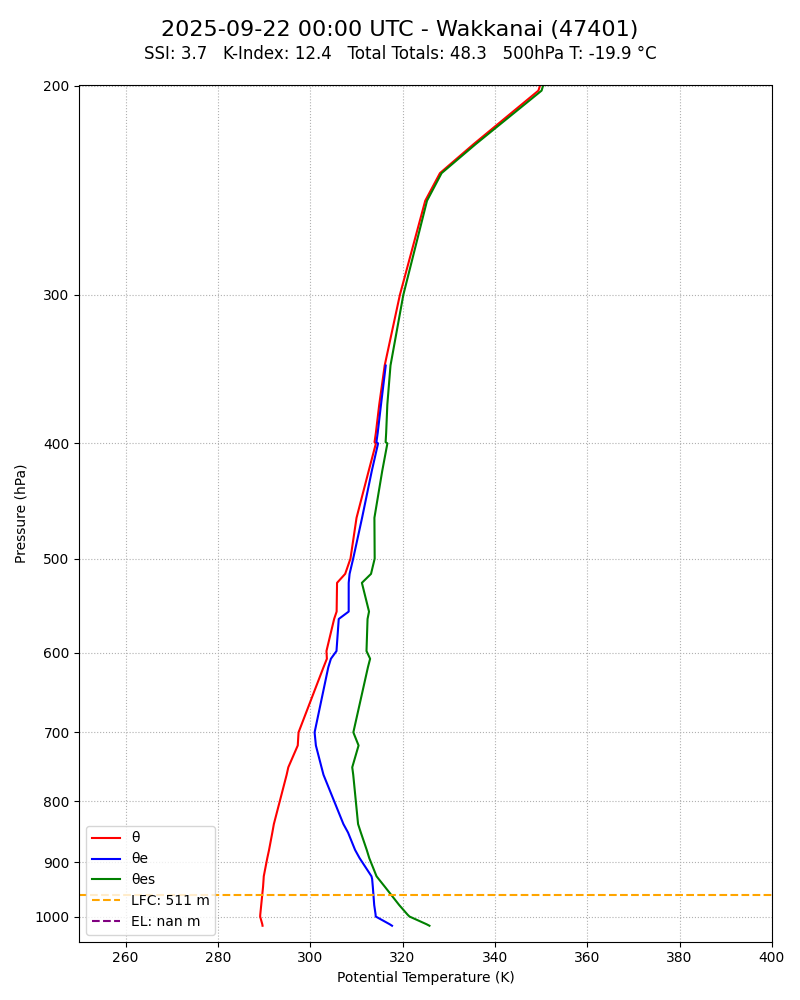 2025-09-22 00:00 UTC - Wakkanai (47401)
SSI: 3.7   K-Index: 12.4   Total Totals: 48.3   500hPa T: -19.9 °C
200
300
400
500
600
700
800
900
1000
Pressure (hPa)
θ
θe
θes
LFC: 511 m
EL: nan m
260
280
300
320
340
360
380
400
Potential Temperature (K)